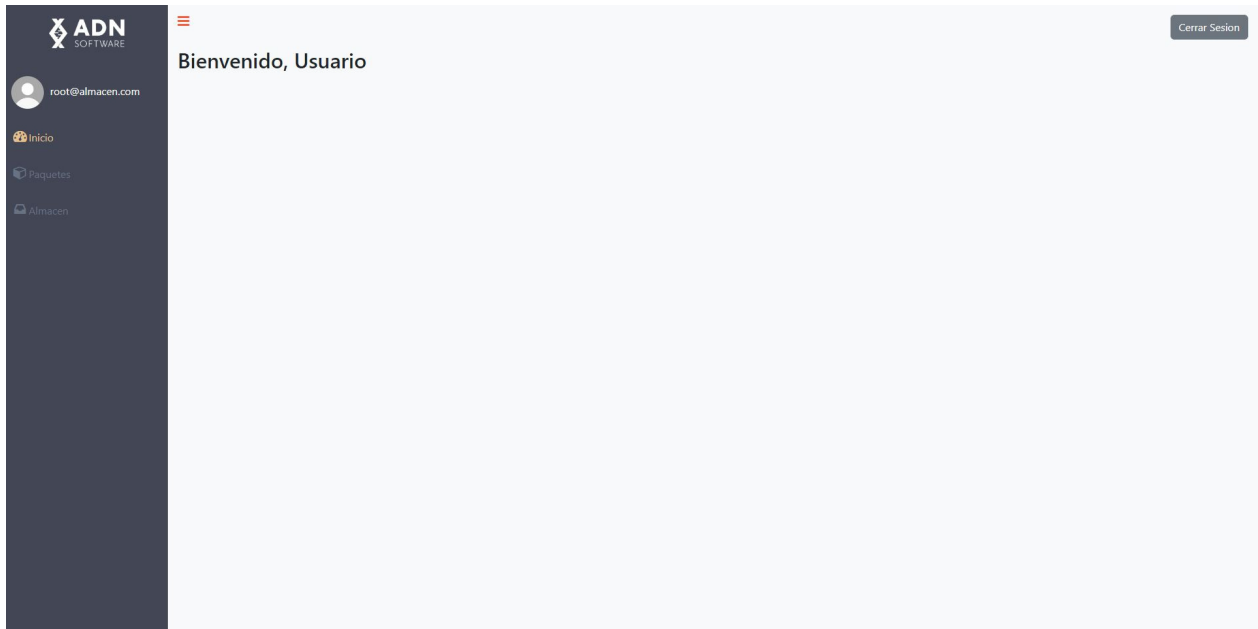 ADN
SOFTWARE
Cerrar Sesion
Bienvenido, Usuario
root@almacen.com
Inicio
Paquetes
Almacen